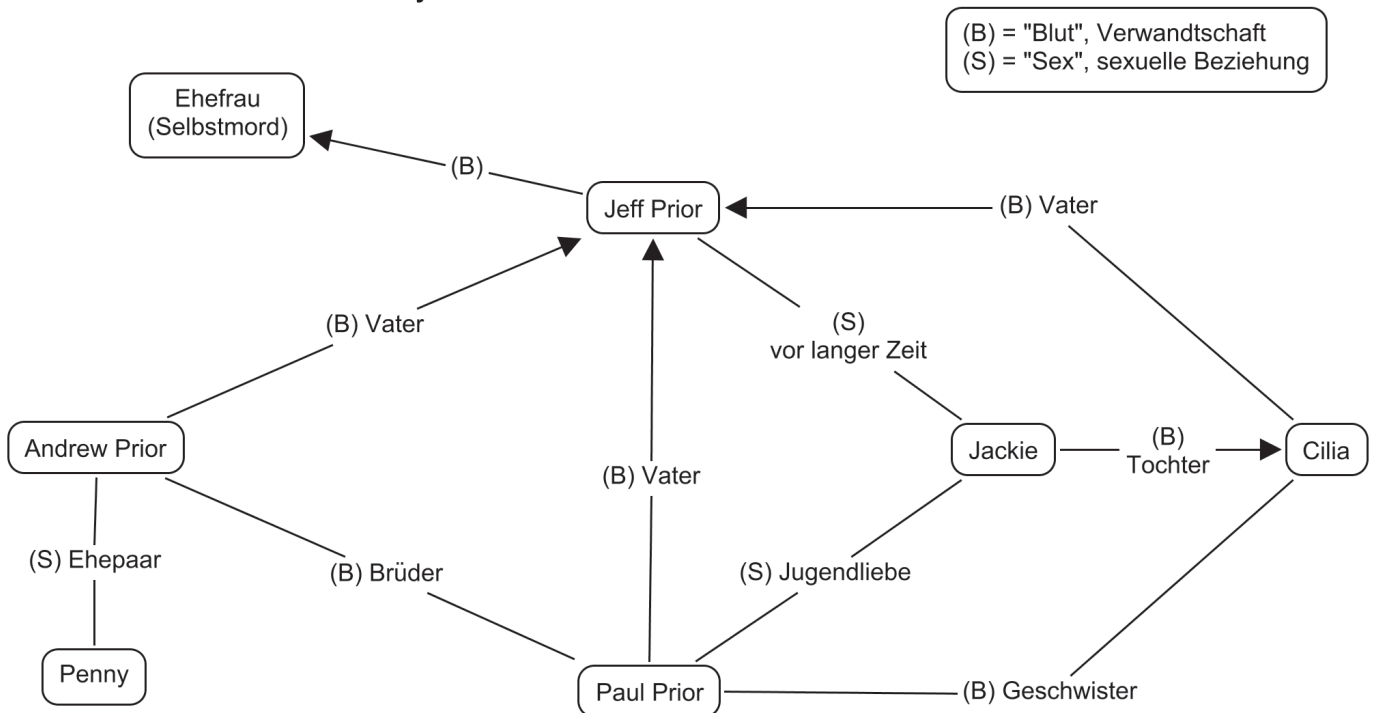 (B) = "Blut", Verwandtschaft
(S) = "Sex", sexuelle Beziehung
Ehefrau
(Selbstmord)
(B)
Jeff Prior
(B) Vater
(B) Vater
(S)
vor langer Zeit
Andrew Prior
Jackie
(B)
Tochter
Cilia
(B) Vater
(S) Ehepaar
(B) Brüder
(S) Jugendliebe
Penny
Paul Prior
(B) Geschwister